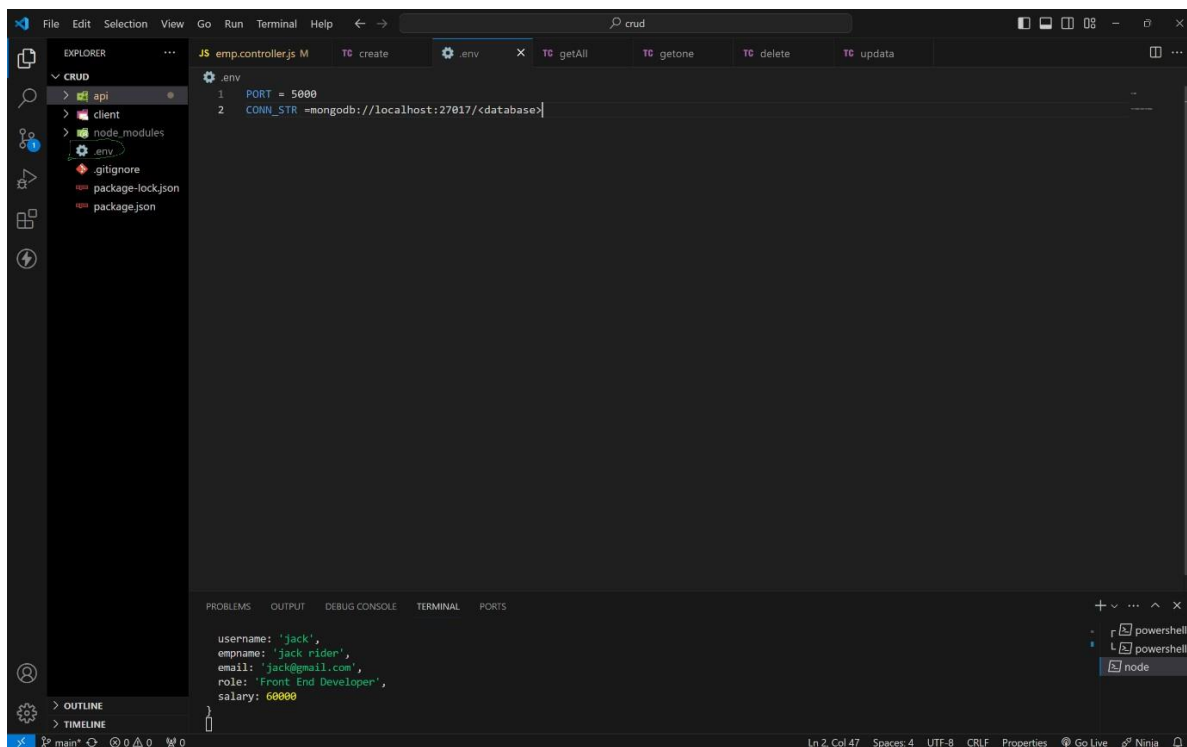 File Edit Selection View Go Run Terminal Help
crud
EXPLORER
CRUD
api
client
node_modules
.env
.gitignore
package-lock.json
package.json
OUTLINE
TIMELINE
JS emp.controller.js M
TC create
.env
TC getAll
TC getone
TC delete
TC updata
.env
1 PORT = 5000
2 CONN_STR =mongodb://localhost:27017/<database>
PROBLEMS OUTPUT DEBUG CONSOLE TERMINAL PORTS
username: 'jack',
empname: 'jack rider',
email: 'jack@gmail.com',
role: 'Front End Developer',
salary: 60000
}
powershell
powershell
node
1
main* 0 0 0 Ln 2, Col 47 Spaces: 4 UTF-8 CRLF Properties Go Live Ninja